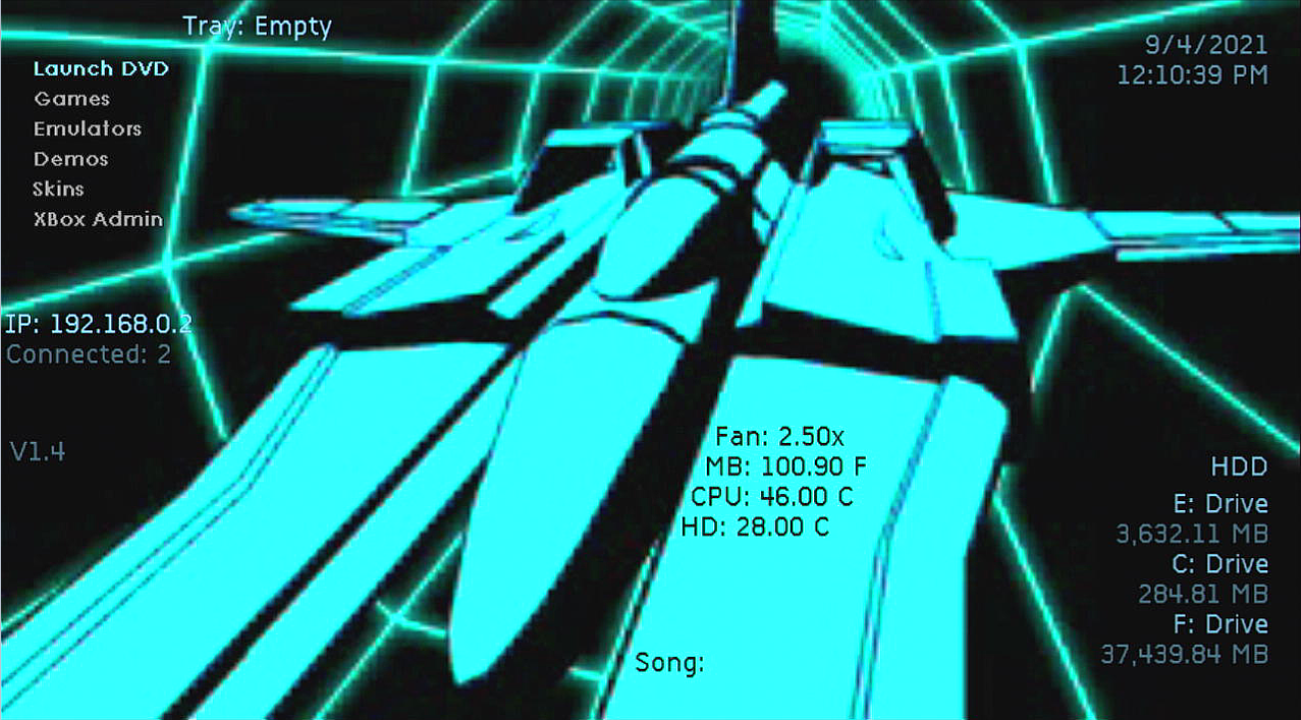 Tray: Empty
Launch DVD
Games
Emulators
Demos
Skins
XBox Admin
9/4/2021
12:10:39 PM
IP: 192.168.0.2
Connected: 2
V1.4
Fan: 2.50x
MB: 100.90 F
CPU: 46.00 C
HD: 28.00 C
Song:
HDD
E: Drive
3,632.11 MB
C: Drive
284.81 MB
F: Drive
37,439.84 MB